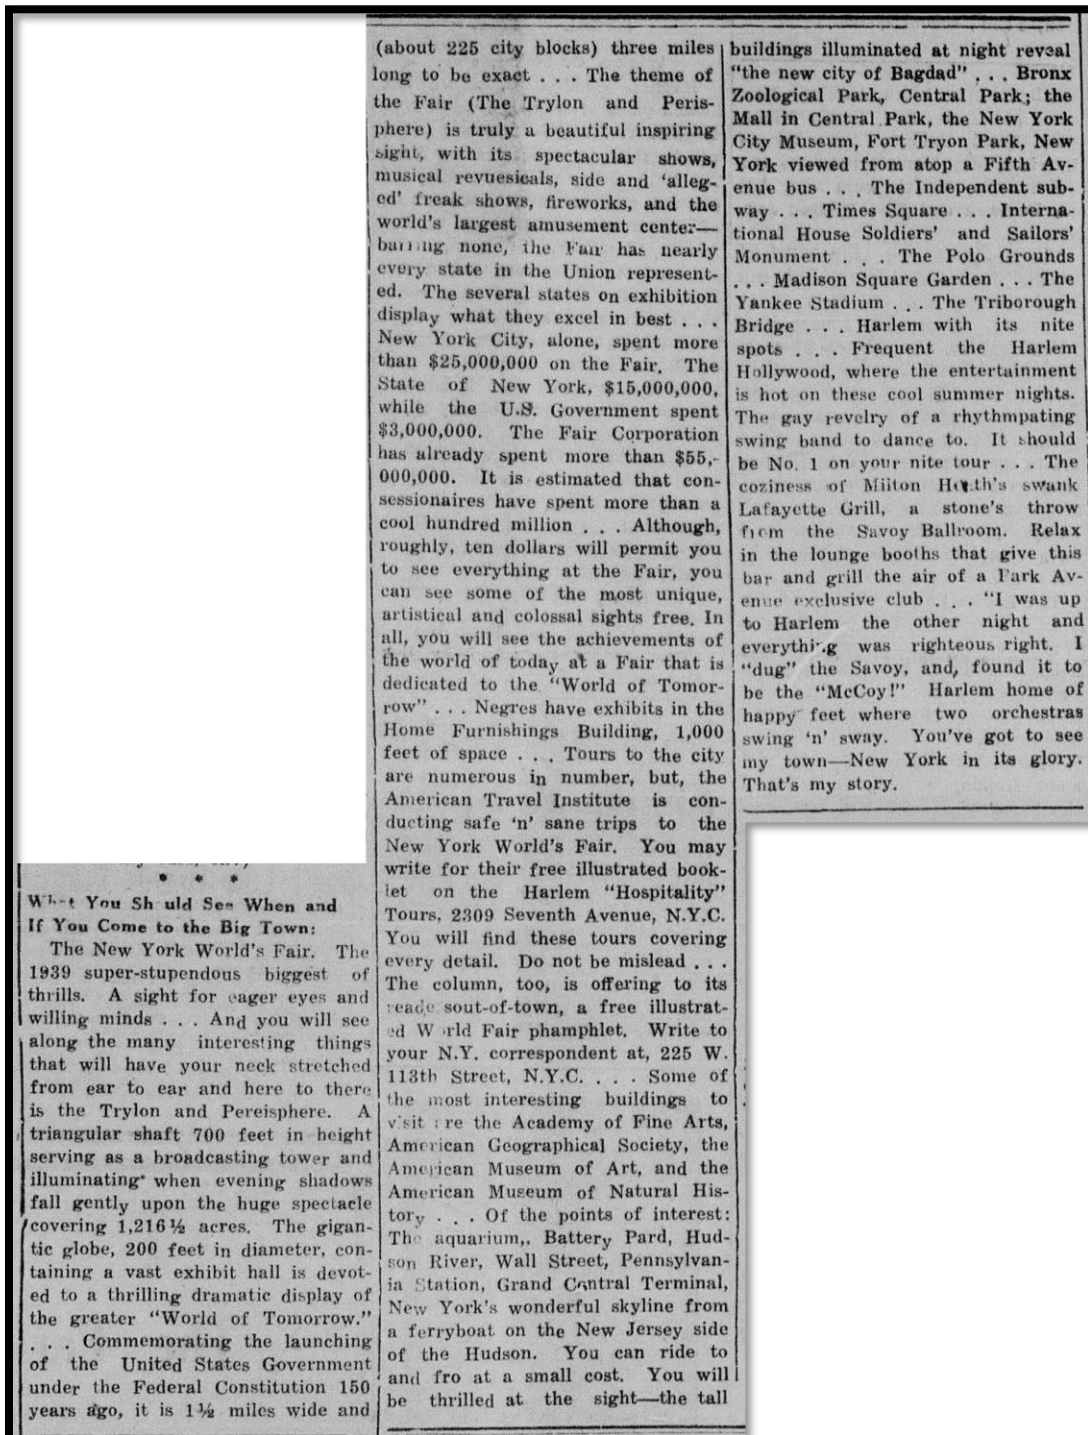 * * *
What You Sh uld See When and
If You Come to the Big Town:
The New York World's Fair. The
1939 super-stupendous biggest of
thrills. A sight for eager eyes and
willing minds . . . And you will see
along the many interesting things
that will have your neck stretched
from ear to ear and here to there
is the Trylon and Pereisphere. A
triangular shaft 700 feet in height
serving as a broadcasting tower and
illuminating* when evening shadows
fall gently upon the huge spectacle
covering 1,216½ acres. The gigan-
tic globe, 200 feet in diameter, con-
taining a vast exhibit hall is devot-
ed to a thrilling dramatic display of
the greater "World of Tomorrow."
. . . Commemorating the launching
of the United States Government
under the Federal Constitution 150
years ago, it is 1½ miles wide and
(about 225 city blocks) three miles
long to be exact . . . The theme of
the Fair (The Trylon and Peris-
phere) is truly a beautiful inspiring
sight, with its spectacular shows,
musical revuesicals, side and 'alleg-
ed' freak shows, fireworks, and the
world's largest amusement center—
barring none, the Fair has nearly
every state in the Union represent-
ed. The several states on exhibition
display what they excel in best . . .
New York City, alone, spent more
than $25,000,000 on the Fair. The
State of New York, $15,000,000,
while the U.S. Government spent
$3,000,000. The Fair Corporation
has already spent more than $55,-
000,000. It is estimated that con-
sessionaires have spent more than a
cool hundred million . . . Although,
roughly, ten dollars will permit you
to see everything at the Fair, you
can see some of the most unique,
artistical and colossal sights free. In
all, you will see the achievements of
the world of today at a Fair that is
dedicated to the "World of Tomor-
row" . . . Negres have exhibits in the
Home Furnishings Building, 1,000
feet of space . . . Tours to the city
are numerous in number, but, the
American Travel Institute is con-
ducting safe 'n' sane trips to the
New York World's Fair. You may
write for their free illustrated book-
let on the Harlem "Hospitality"
Tours, 2309 Seventh Avenue, N.Y.C.
You will find these tours covering
every detail. Do not be mislead . . .
The column, too, is offering to its
reade sout-of-town, a free illustrat-
ed W rld Fair phamphlet. Write to
your N.Y. correspondent at, 225 W.
113th Street, N.Y.C. . . . Some of
the most interesting buildings to
visit are the Academy of Fine Arts,
American Geographical Society, the
American Museum of Art, and the
American Museum of Natural His-
tory . . . Of the points of interest:
The aquarium,, Battery Pard, Hud-
son River, Wall Street, Pennsylvan-
ia Station, Grand Central Terminal,
New York's wonderful skyline from
a ferryboat on the New Jersey side
of the Hudson. You can ride to
and fro at a small cost. You will
be thrilled at the sight—the tall
buildings illuminated at night reveal
"the new city of Bagdad" . . . Bronx
Zoological Park, Central Park; the
Mall in Central Park, the New York
City Museum, Fort Tryon Park, New
York viewed from atop a Fifth Av-
enue bus . . . The Independent sub-
way . . . Times Square . . . Interna-
tional House Soldiers' and Sailors'
Monument . . . The Polo Grounds
. . . Madison Square Garden . . . The
Yankee Stadium . . . The Triborough
Bridge . . . Harlem with its nite
spots . . . Frequent the Harlem
Hollywood, where the entertainment
is hot on these cool summer nights.
The gay revelry of a rhythmpating
swing band to dance to. It should
be No. 1 on your nite tour . . . The
coziness of Milton swank
Lafayette Grill, a stone's throw
from the Savoy Ballroom. Relax
in the lounge booths that give this
bar and grill the air of a Park Av-
enue exclusive club . . . "I was up
to Harlem the other night and
everything was righteous right. I
"dug" the Savoy, and, found it to
be the "McCoy!" Harlem home of
happy feet where two orchestras
swing 'n' sway. You've got to see
my town—New York in its glory.
That's my story.